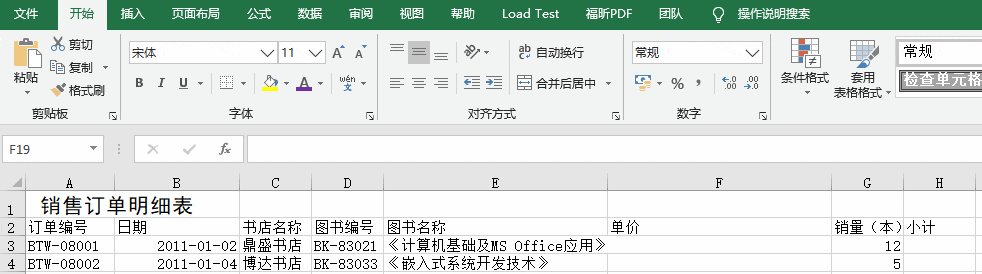 文件 开始 插入 页面布局 公式 数据 审阅 视图 帮助 Load Test 福昕PDF 团队 操作说明搜索
粘贴 剪切 复制 格式刷 剪贴板
宋体 11 A A B I U A wén 文 字体
ab 自动换行 合并后居中 对齐方式
常规 % , .00 .0 数字
条件格式 套用表格格式 常规 检查单元格
F19 fx
A B C D E F G H
1 销售订单明细表
2 订单编号 日期 书店名称 图书编号 图书名称 单价 销量（本） 小计
3 BTW-08001 2011-01-02 鼎盛书店 BK-83021 《计算机基础及MS Office应用》 12
4 BTW-08002 2011-01-04 博达书店 BK-83033 《嵌入式系统开发技术》 5